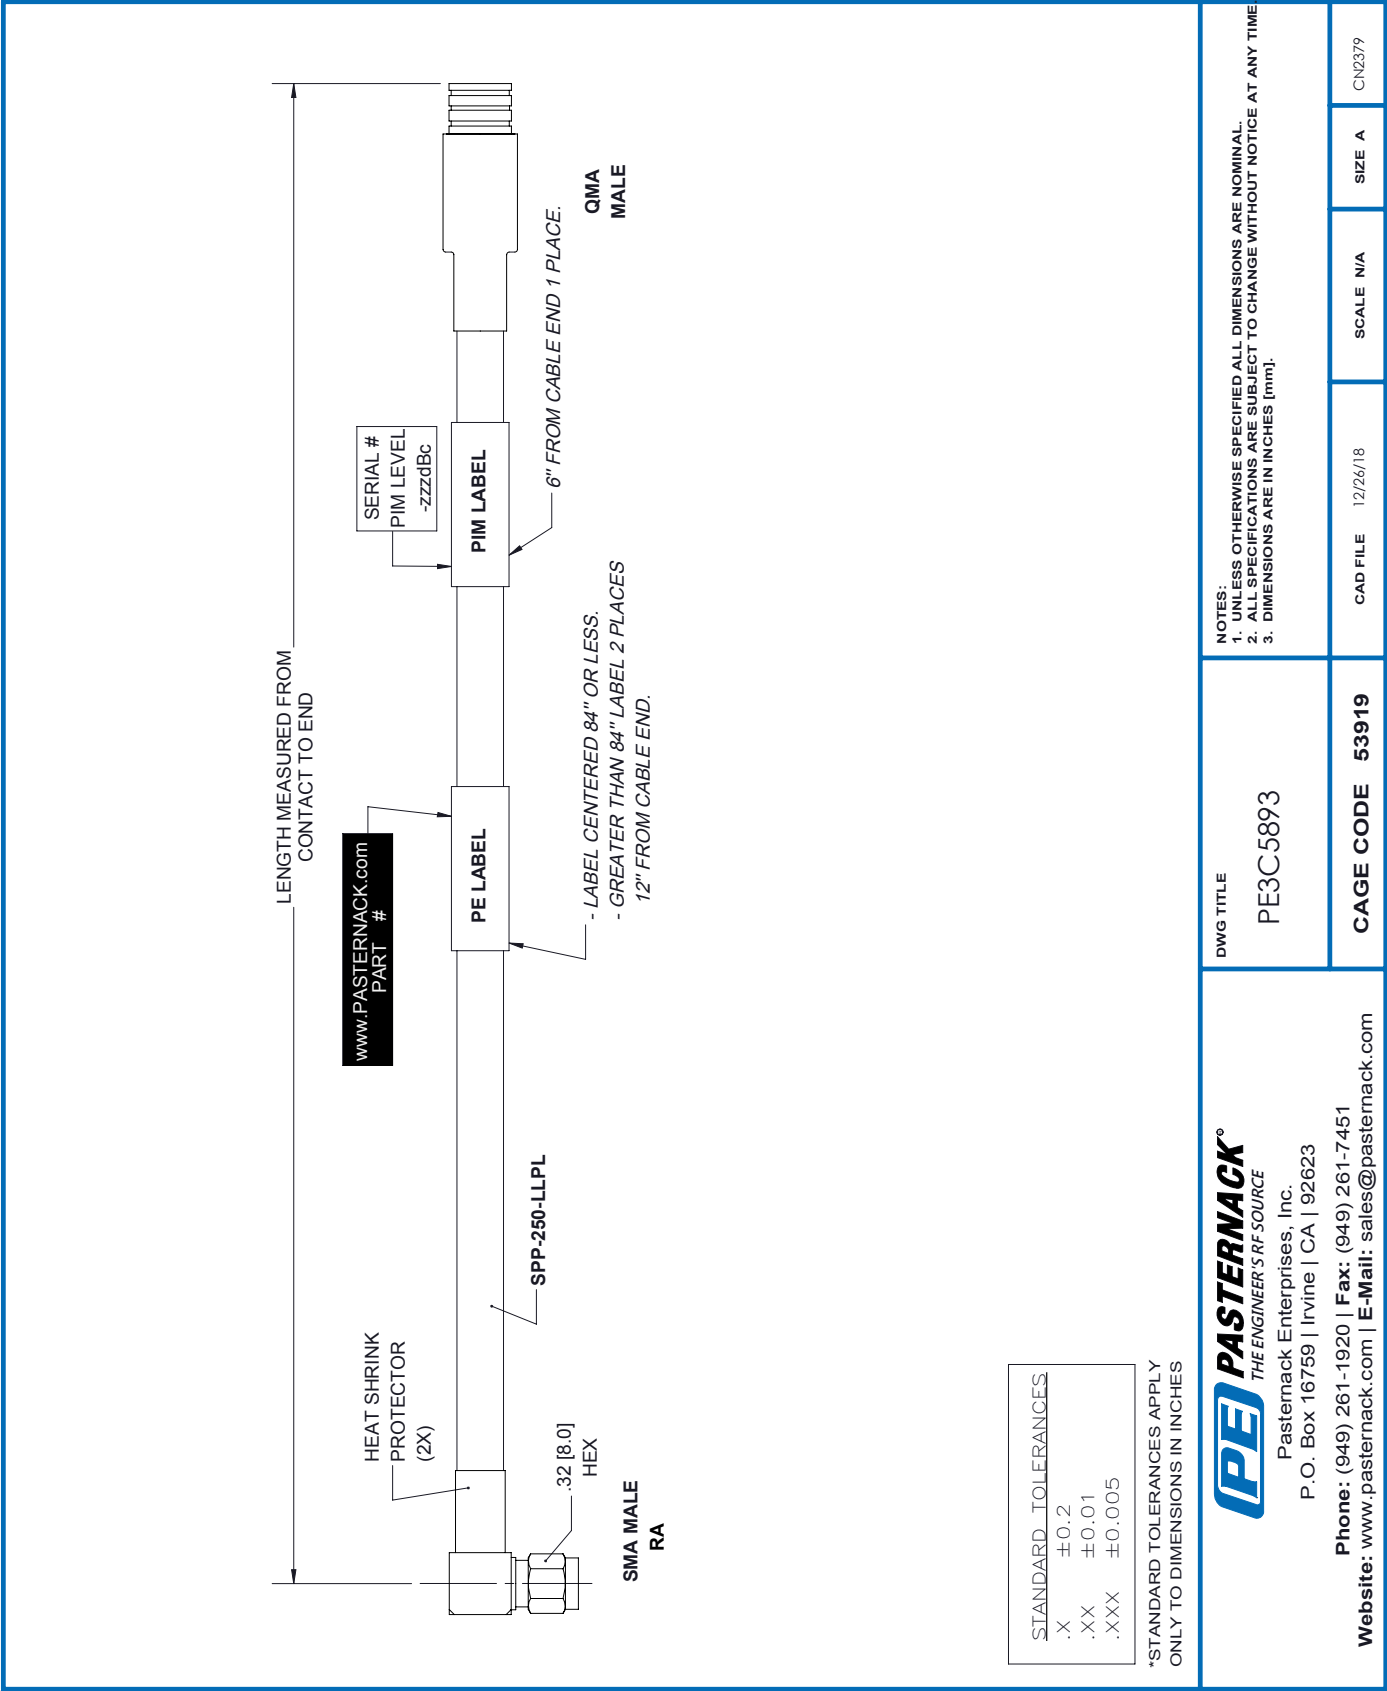 LENGTH MEASURED FROM
CONTACT TO END
HEAT SHRINK
PROTECTOR
(2X)
www.PASTERNACK.com
PART #
SERIAL #
PIM LEVEL
-zzzdBc
PE LABEL
PIM LABEL
SPP-250-LLPL
.32 [8.0]
HEX
SMA MALE
RA
- LABEL CENTERED 84" OR LESS.
- GREATER THAN 84" LABEL 2 PLACES
12" FROM CABLE END.
6" FROM CABLE END 1 PLACE.
QMA
MALE
STANDARD TOLERANCES
.X ±0.2
.XX ±0.01
.XXX ±0.005
*STANDARD TOLERANCES APPLY
ONLY TO DIMENSIONS IN INCHES
PE PASTERNACK®
THE ENGINEER'S RF SOURCE
Pasternack Enterprises, Inc.
P.O. Box 16759 | Irvine | CA | 92623
Phone: (949) 261-1920 | Fax: (949) 261-7451
Website: www.pasternack.com | E-Mail: sales@pasternack.com
DWG TITLE
PE3C5893
CAGE CODE 53919
NOTES:
1. UNLESS OTHERWISE SPECIFIED ALL DIMENSIONS ARE NOMINAL.
2. ALL SPECIFICATIONS ARE SUBJECT TO CHANGE WITHOUT NOTICE AT ANY TIME.
3. DIMENSIONS ARE IN INCHES [mm].
CAD FILE 12/26/18
SCALE N/A
SIZE A
CN2379